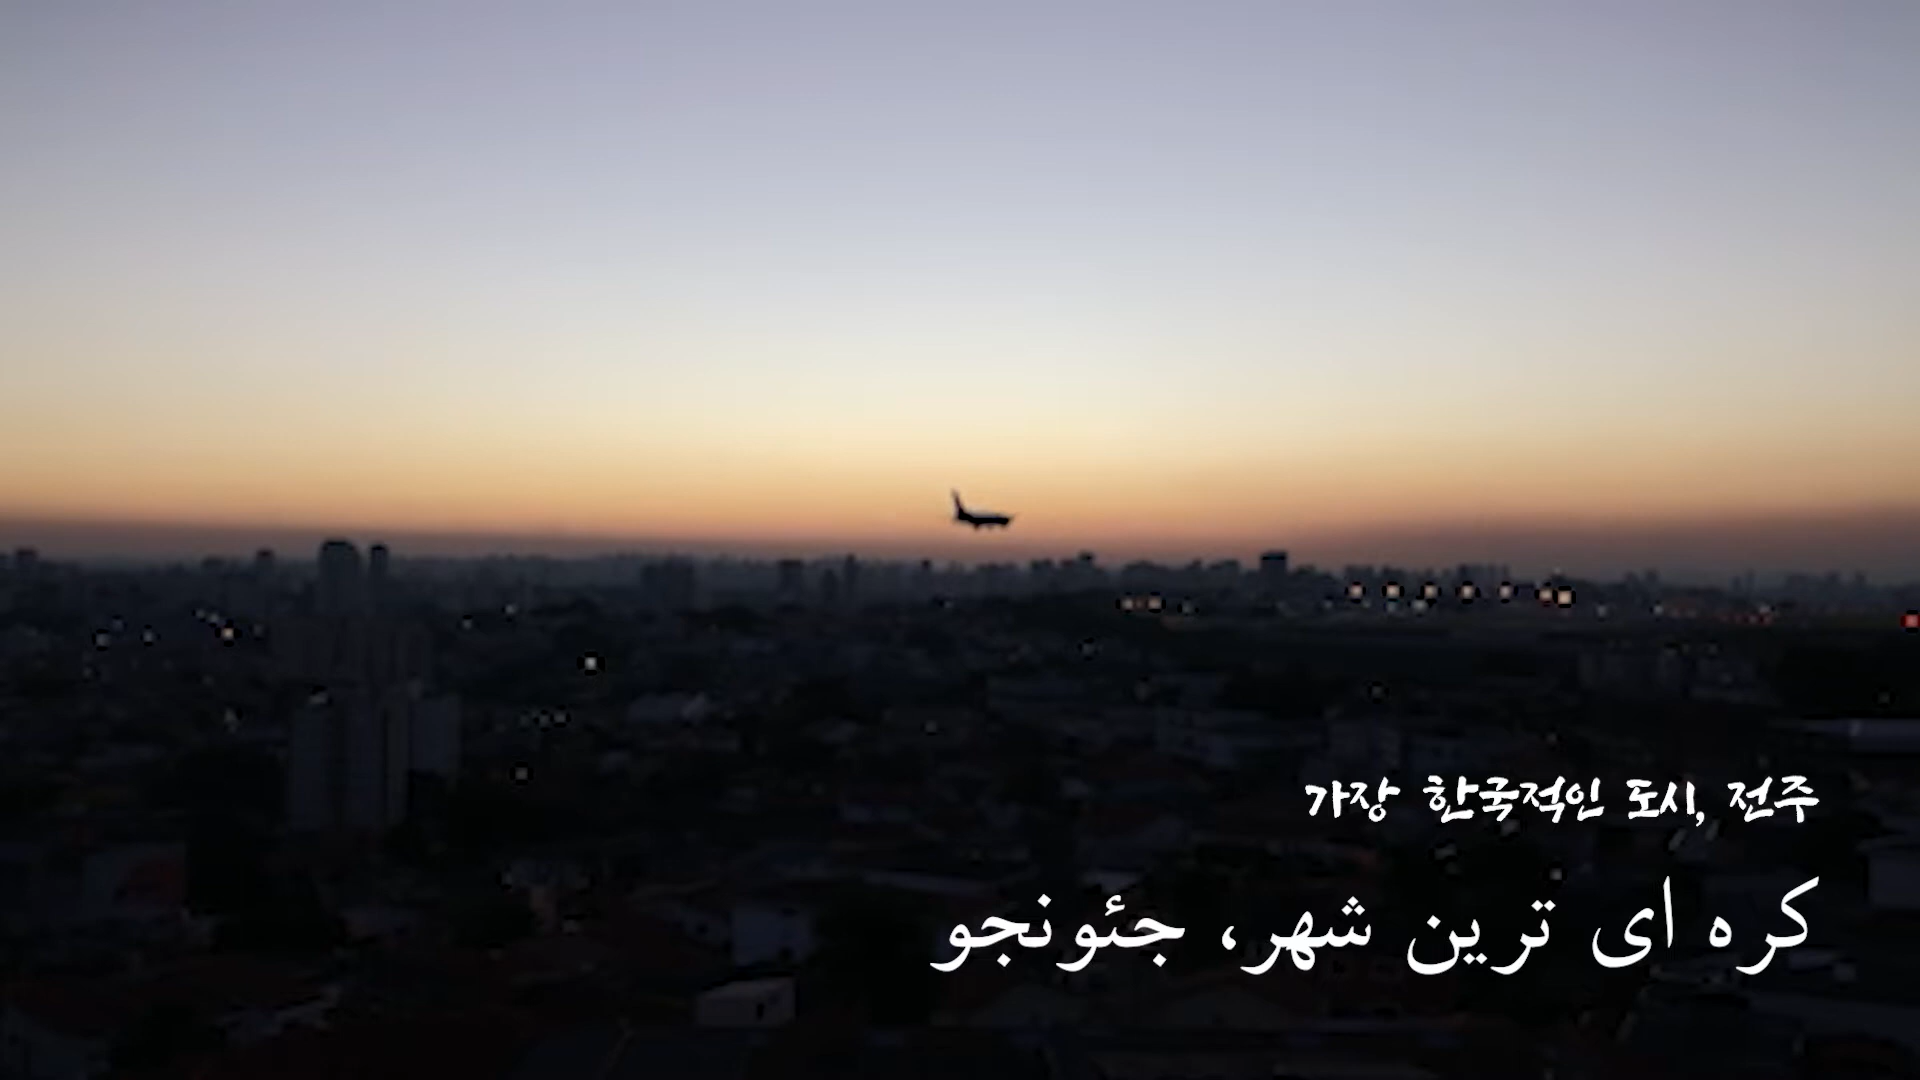 가장 한국적인 도시, 전주
کره ای ترین شهر، جئونجو